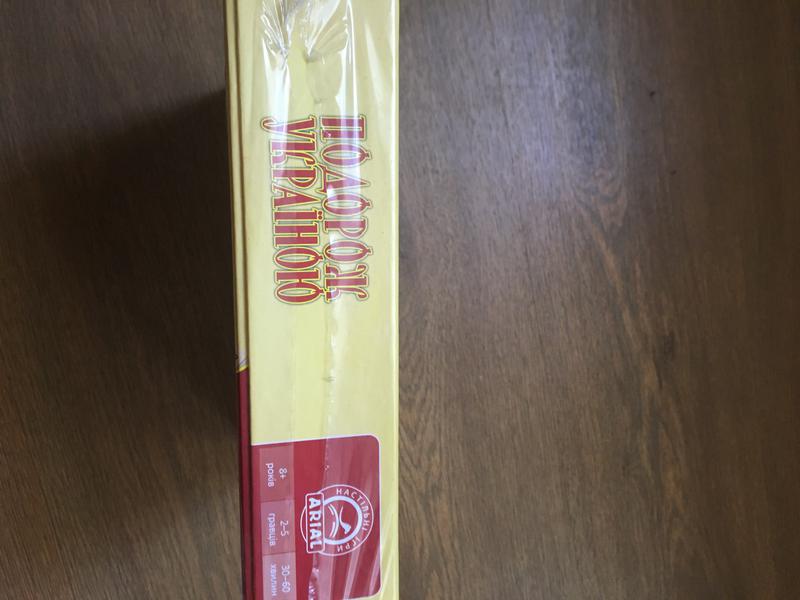 ПОДОРОЖ
УКРАЇНОЮ
НАСТІЛЬНІ ІГРИ
ARIAL
8+
років
2–5
гравців
30–60
хвилин